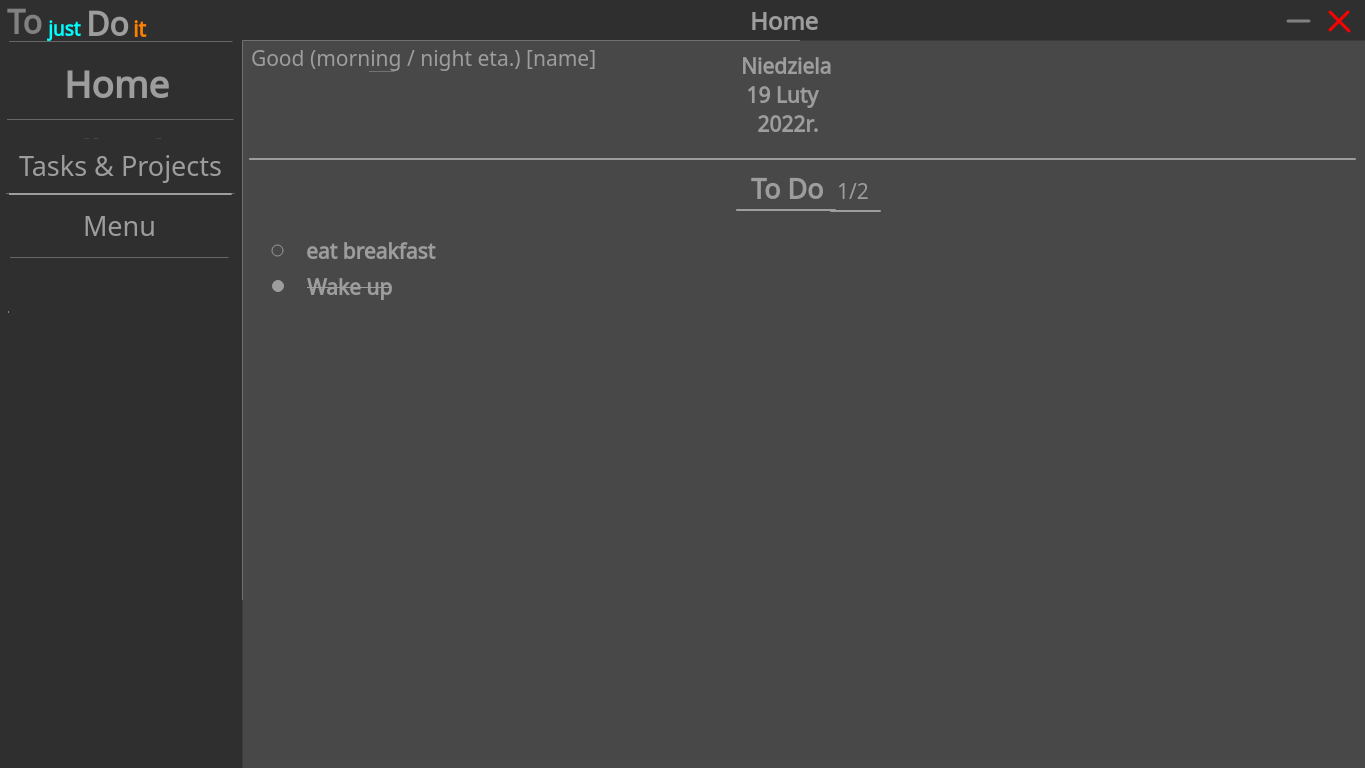 To just Do it
Home
Home
Tasks & Projects
Menu
Good (morning / night eta.) [name]
Niedziela
19 Luty
2022r.
To Do 1/2
eat breakfast
Wake up